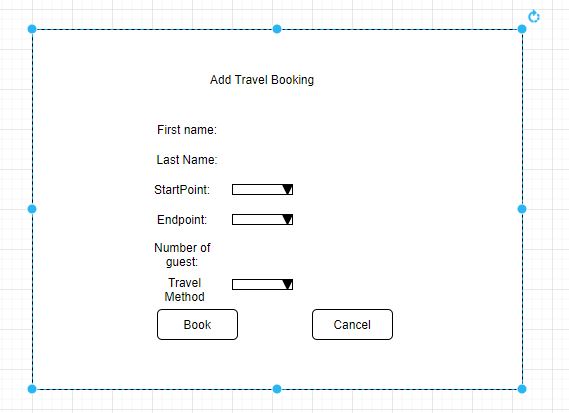 Add Travel Booking
First name:
Last Name:
StartPoint:
Endpoint:
Number of
guest:
Travel
Method
Book
Cancel